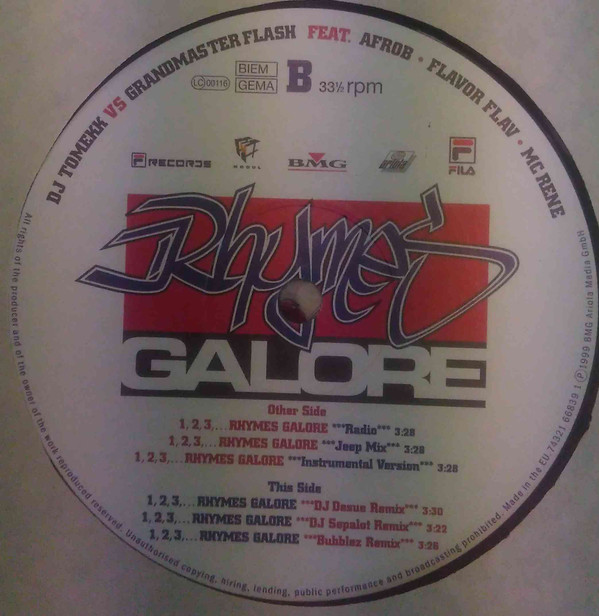 DJ TOMEKK VS GRANDMASTER FLASH FEAT. AFROB · FLAVOR FLAV · MC RENE
LC 00116
BIEM
GEMA
B 33⅓ rpm
F RECORDS
BMG
FILA
Rhymes
GALORE
Other Side
1, 2, 3,... RHYMES GALORE ***Radio*** 3:28
1, 2, 3,... RHYMES GALORE ***Jeep Mix*** 3:28
1, 2, 3,... RHYMES GALORE ***Instrumental Version*** 3:28
This Side
1, 2, 3,... RHYMES GALORE ***DJ Desue Remix*** 3:30
1, 2, 3,... RHYMES GALORE ***DJ Sepalot Remix*** 3:22
1, 2, 3,... RHYMES GALORE ***Bubblez Remix*** 3:28
All rights of the producer and of the owner of the work reproduced reserved. Unauthorised copying, hiring, lending, public performance and broadcasting prohibited. Made in the EU 74321 66839 1 Ⓟ 1999 BMG Ariola Media GmbH